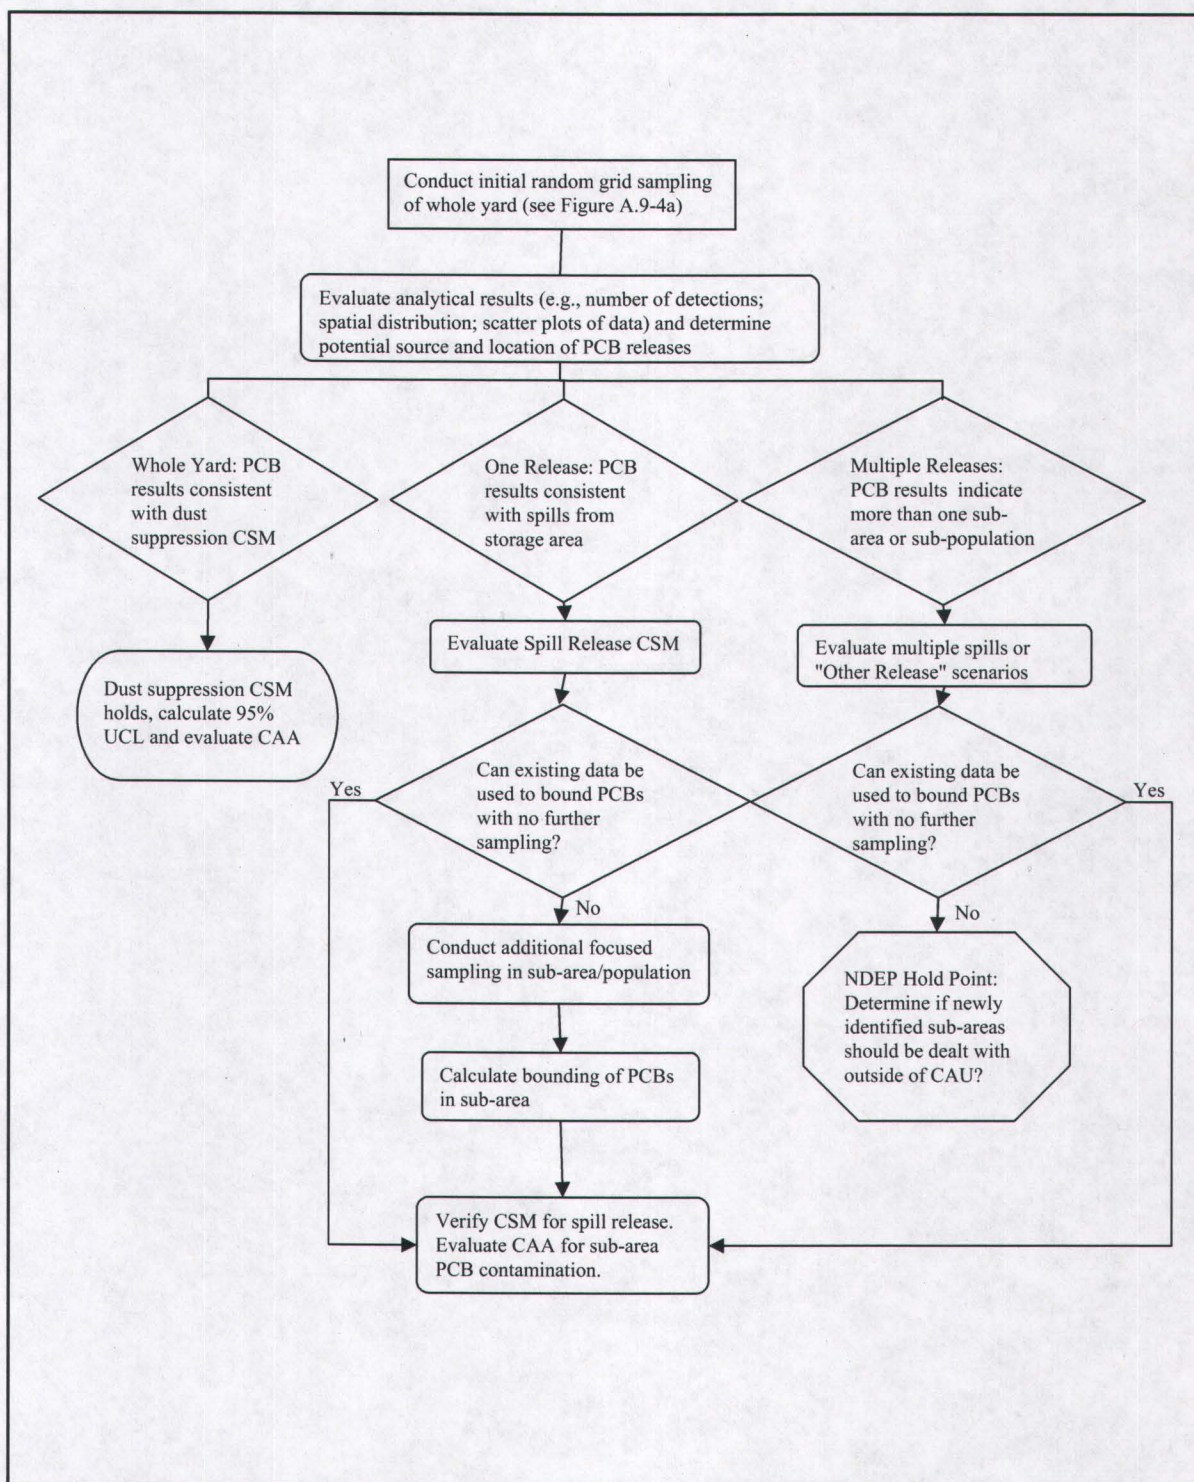 Conduct initial random grid sampling
of whole yard (see Figure A.9-4a)
Evaluate analytical results (e.g., number of detections;
spatial distribution; scatter plots of data) and determine
potential source and location of PCB releases
Whole Yard: PCB
results consistent
with dust
suppression CSM
One Release: PCB
results consistent
with spills from
storage area
Multiple Releases:
PCB results indicate
more than one sub-
area or sub-population
Dust suppression CSM
holds, calculate 95%
UCL and evaluate CAA
Evaluate Spill Release CSM
Evaluate multiple spills or
"Other Release" scenarios
Yes
Can existing data be
used to bound PCBs
with no further
sampling?
Can existing data be
used to bound PCBs
with no further
sampling?
Yes
No
No
Conduct additional focused
sampling in sub-area/population
Calculate bounding of PCBs
in sub-area
NDEP Hold Point:
Determine if newly
identified sub-areas
should be dealt with
outside of CAU?
Verify CSM for spill release.
Evaluate CAA for sub-area
PCB contamination.